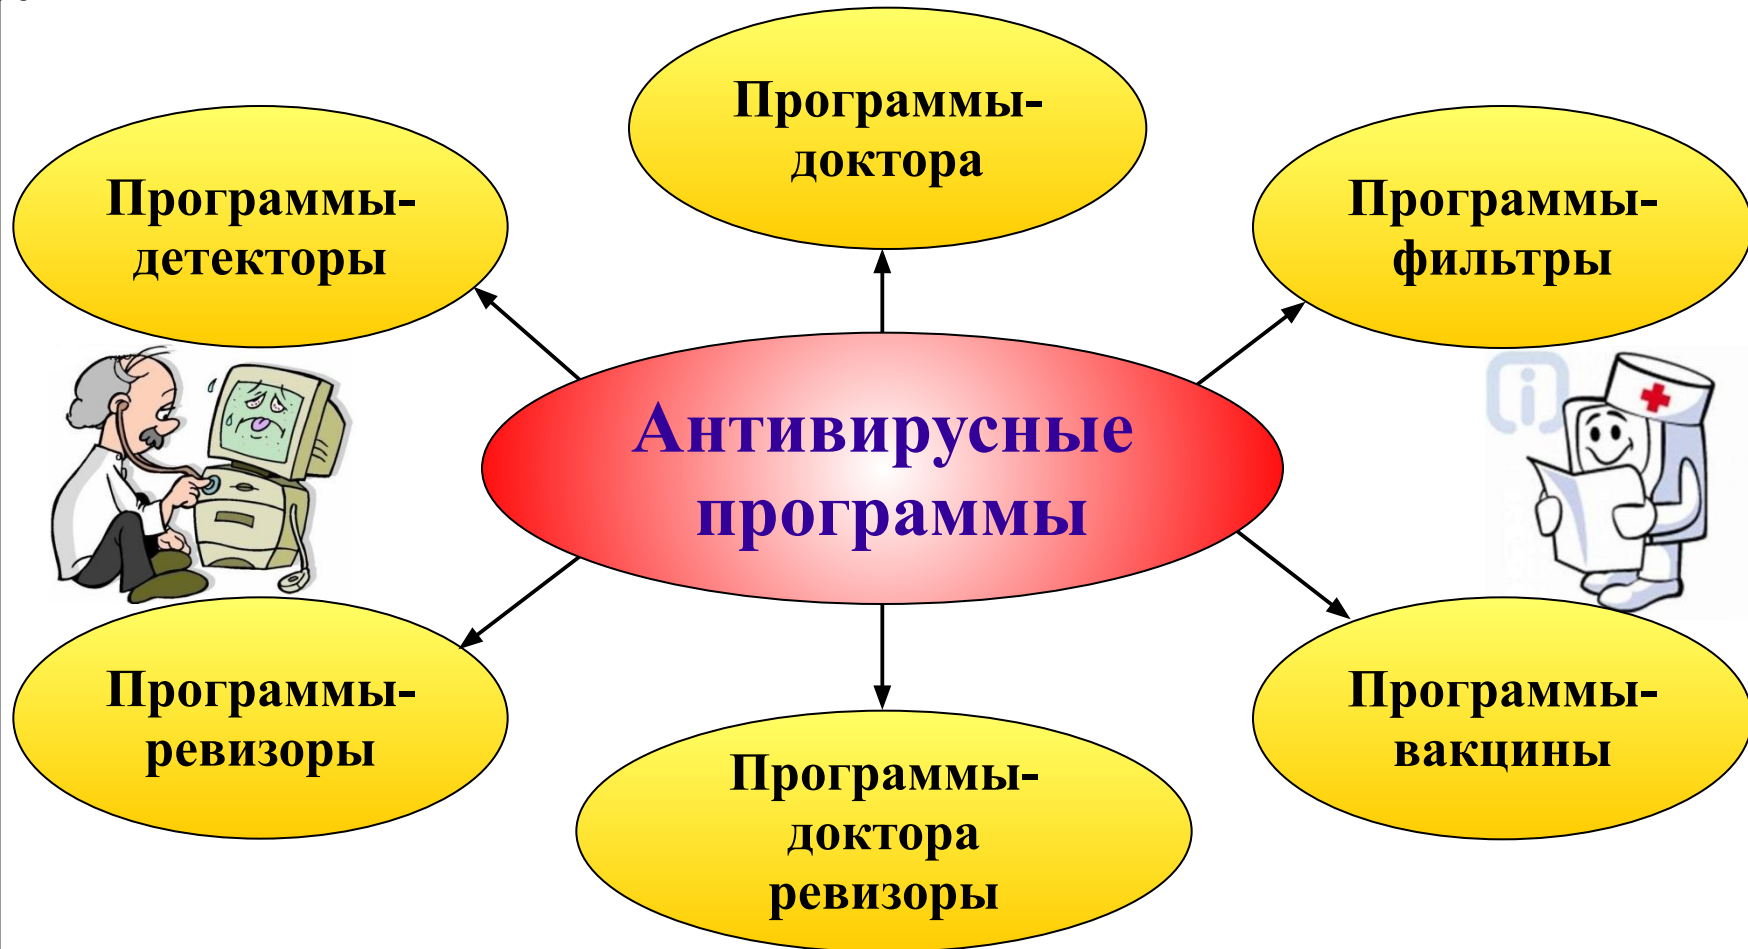 Программы-
доктора
Программы-
детекторы
Программы-
фильтры
Антивирусные
программы
Программы-
ревизоры
Программы-
доктора
ревизоры
Программы-
вакцины